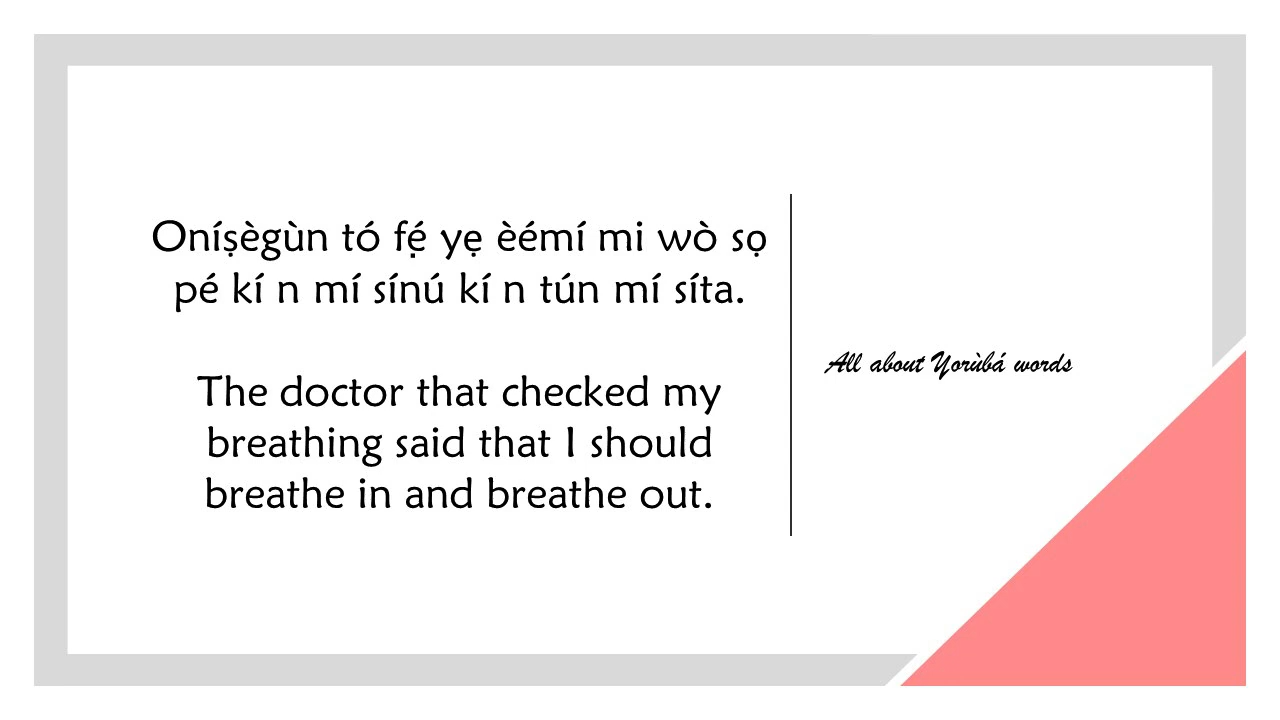 Oníṣègùn tó fẹ́ yẹ èémí mi wò sọ
pé kí n mí sínú kí n tún mí síta.
The doctor that checked my
breathing said that I should
breathe in and breathe out.
All about Yorùbá words